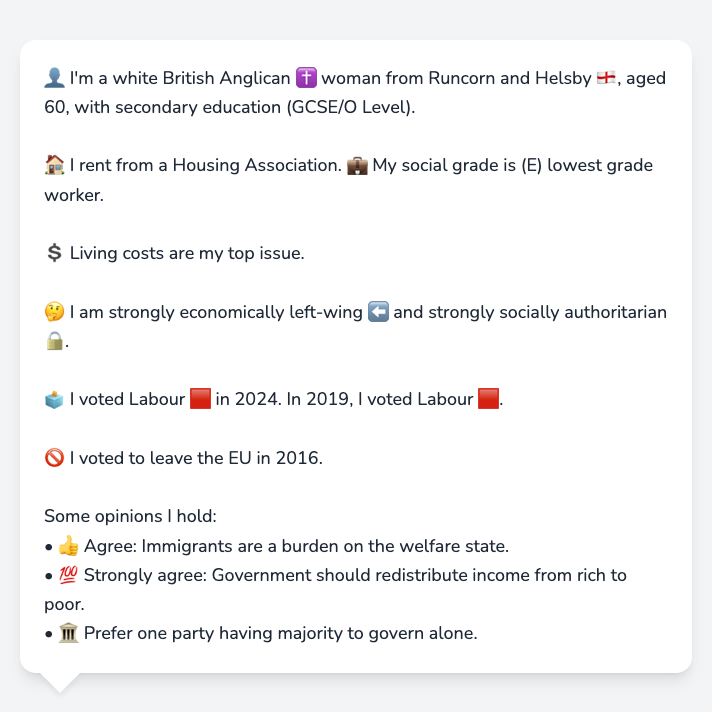 👤 I'm a white British Anglican ✝️ woman from Runcorn and Helsby 🏴󠁧󠁢󠁥󠁮󠁧󠁿, aged
60, with secondary education (GCSE/O Level).
🏠 I rent from a Housing Association. 💼 My social grade is (E) lowest grade
worker.
💲 Living costs are my top issue.
🤔 I am strongly economically left-wing ⬅️ and strongly socially authoritarian
🔒.
🗳️ I voted Labour 🟥 in 2024. In 2019, I voted Labour 🟥.
🚫 I voted to leave the EU in 2016.
Some opinions I hold:
• 👍 Agree: Immigrants are a burden on the welfare state.
• 💯 Strongly agree: Government should redistribute income from rich to
poor.
• 🏛️ Prefer one party having majority to govern alone.